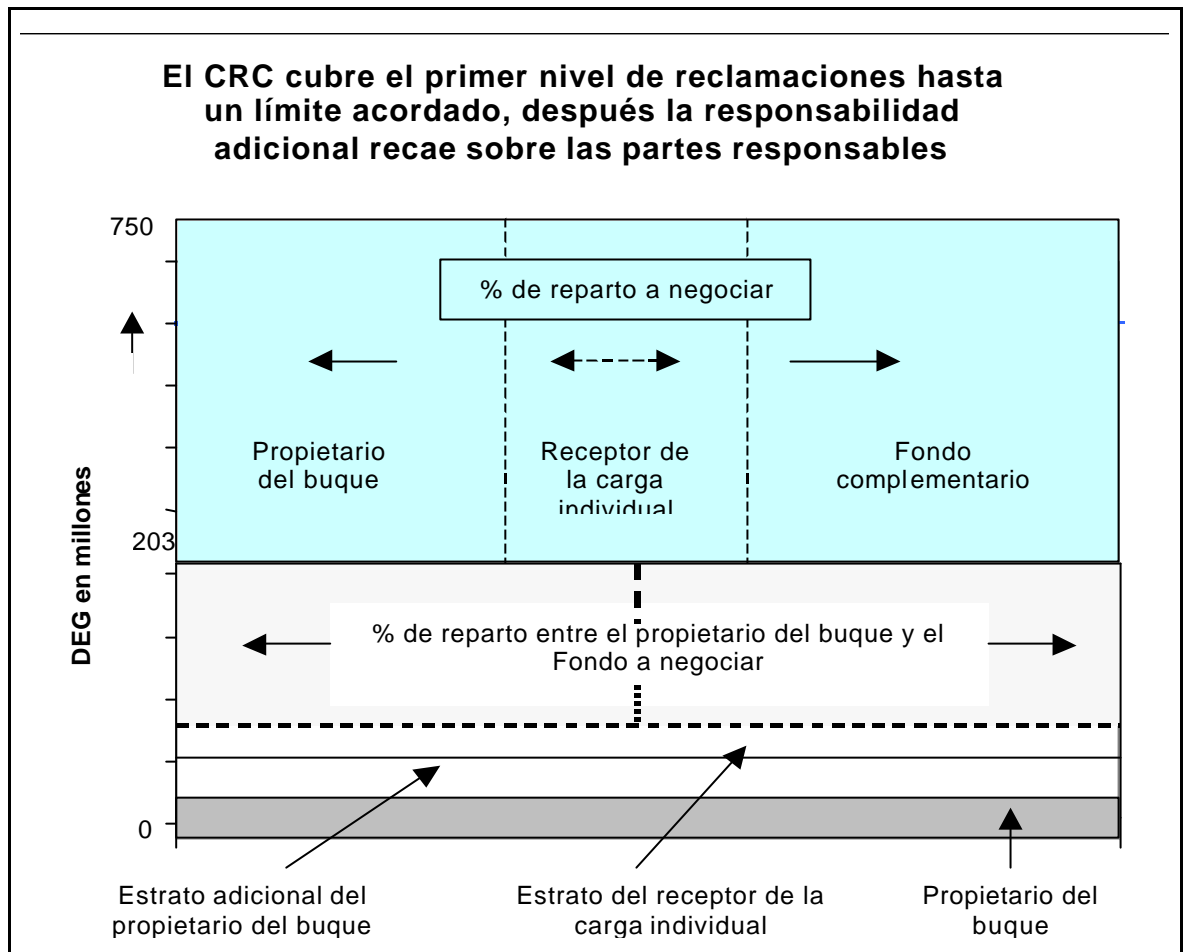 El CRC cubre el primer nivel de reclamaciones hasta
un límite acordado, después la responsabilidad
adicional recae sobre las partes responsables
750
% de reparto a negociar
Propietario
del buque
Receptor de
la carga
individual
Fondo
complementario
203
DEG en millones
% de reparto entre el propietario del buque y el
Fondo a negociar
0
Estrato adicional del
propietario del buque
Estrato del receptor de la
carga individual
Propietario del
buque